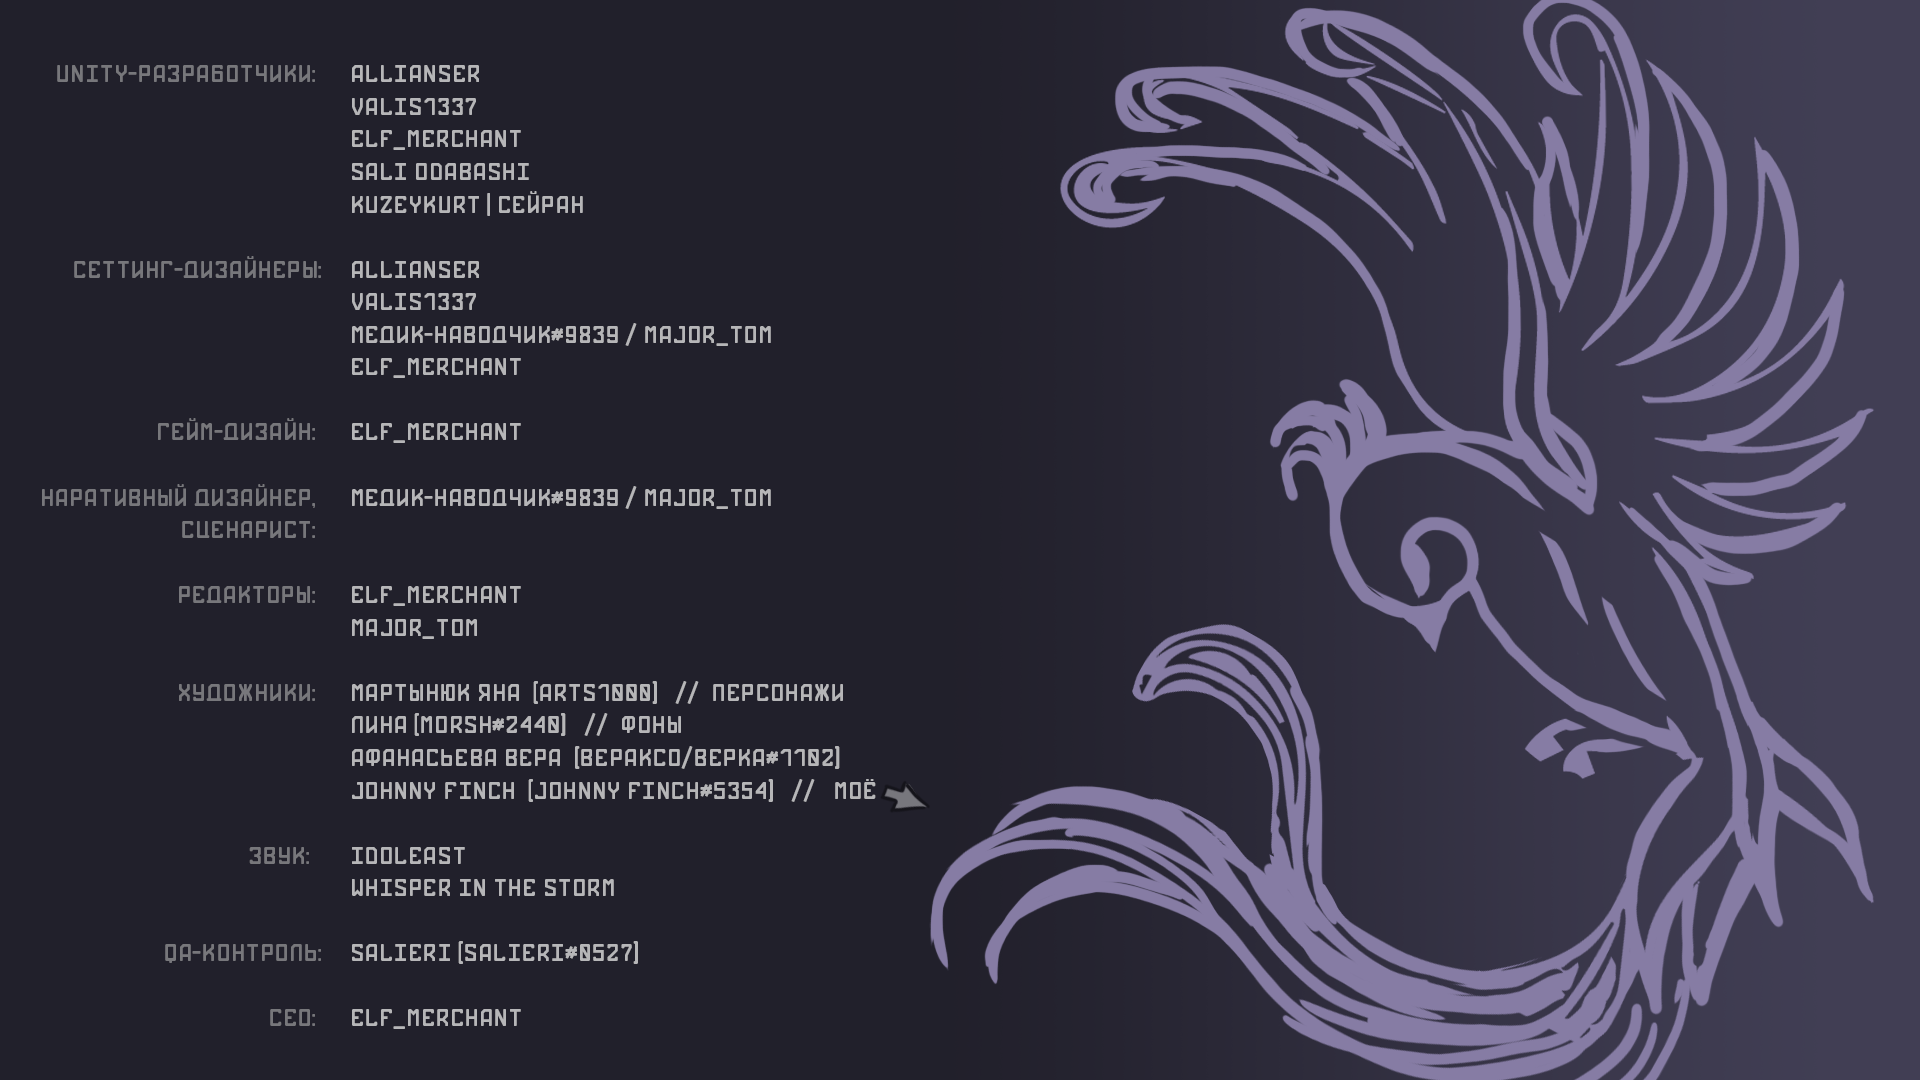 UNITY-РАЗРАБОТЧИКИ: ALLIANSER
VALIS1337
ELF_MERCHANT
SALI ODABASHI
KUZEYKURT | СЕЙРАН
СЕТТИНГ-ДИЗАЙНЕРЫ: ALLIANSER
VALIS1337
МЕДИК-НАВОДЧИК#9839 / MAJOR_TOM
ELF_MERCHANT
ГЕЙМ-ДИЗАЙН: ELF_MERCHANT
НАРАТИВНЫЙ ДИЗАЙНЕР, МЕДИК-НАВОДЧИК#9839 / MAJOR_TOM
СЦЕНАРИСТ:
РЕДАКТОРЫ: ELF_MERCHANT
MAJOR_TOM
ХУДОЖНИКИ: МАРТЫНЮК ЯНА [ARTS1000] // ПЕРСОНАЖИ
ЛИНА [MORSH#2440] // ФОНЫ
АФАНАСЬЕВА ВЕРА [ВЕРАКСО/ВЕРКА#1102]
JOHNNY FINCH [JOHNNY FINCH#5354] // МОЁ
ЗВУК: IDOLEAST
WHISPER IN THE STORM
QA-КОНТРОЛЬ: SALIERI [SALIERI#0527]
CEO: ELF_MERCHANT